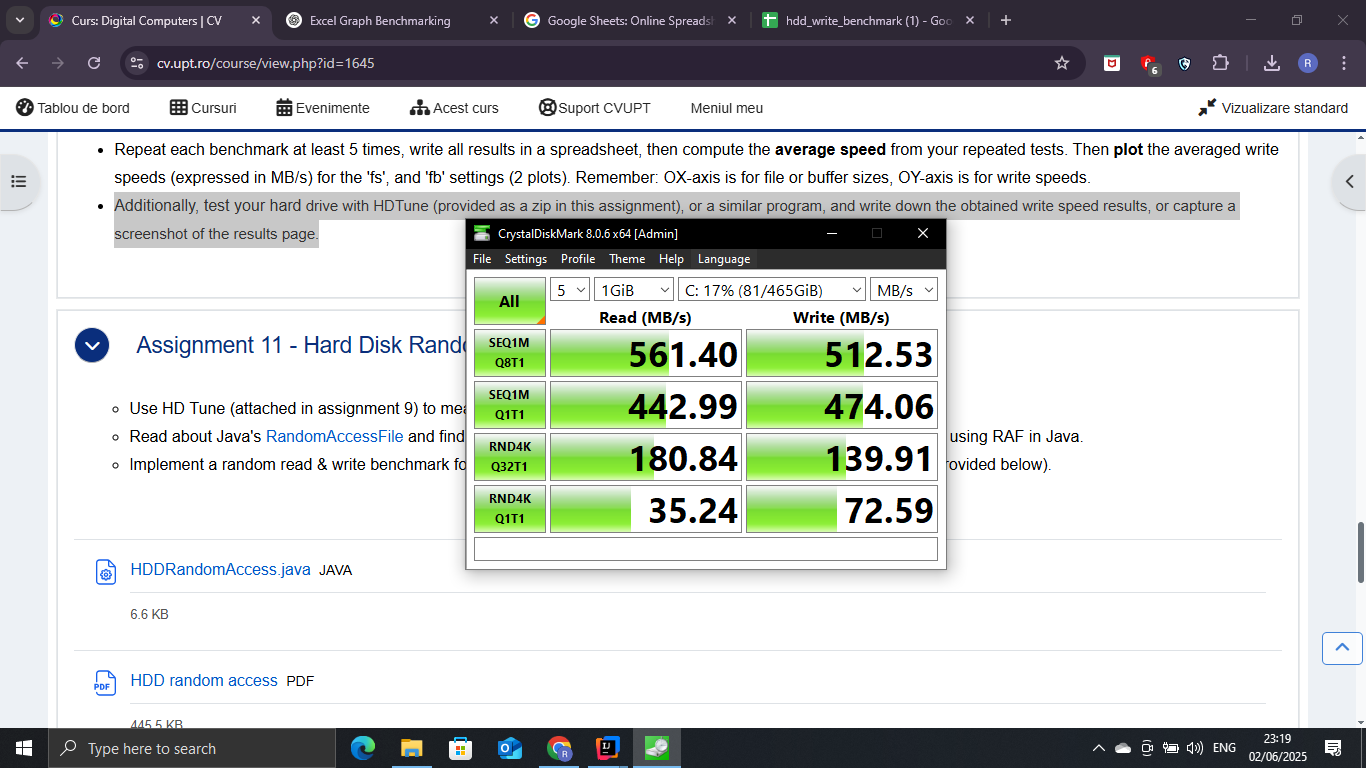 Curs: Digital Computers | CV
Excel Graph Benchmarking
Google Sheets: Online Spreads
hdd_write_benchmark (1) - Goo
cv.upt.ro/course/view.php?id=1645
6
R
Tablou de bord
Cursuri
Evenimente
Acest curs
Suport CVUPT
Meniul meu
Vizualizare standard
Repeat each benchmark at least 5 times, write all results in a spreadsheet, then compute the average speed from your repeated tests. Then plot the averaged write
speeds (expressed in MB/s) for the 'fs', and 'fb' settings (2 plots). Remember: OX-axis is for file or buffer sizes, OY-axis is for write speeds.
Additionally, test your hard drive with HDTune (provided as a zip in this assignment), or a similar program, and write down the obtained write speed results, or capture a
screenshot of the results page.
CrystalDiskMark 8.0.6 x64 [Admin]
File Settings Profile Theme Help Language
All 5 1GiB C: 17% (81/465GiB) MB/s
Read (MB/s) Write (MB/s)
SEQ1M
Q8T1
561.40 512.53
SEQ1M
Q1T1
442.99 474.06
RND4K
Q32T1
180.84 139.91
RND4K
Q1T1
35.24 72.59
Assignment 11 - Hard Disk Rand
Use HD Tune (attached in assignment 9) to me
Read about Java's RandomAccessFile and find using RAF in Java.
Implement a random read & write benchmark fo rovided below).
HDDRandomAccess.java JAVA
6.6 KB
PDF
HDD random access PDF
445.5 KB
Type here to search
R
ENG
23:19
02/06/2025